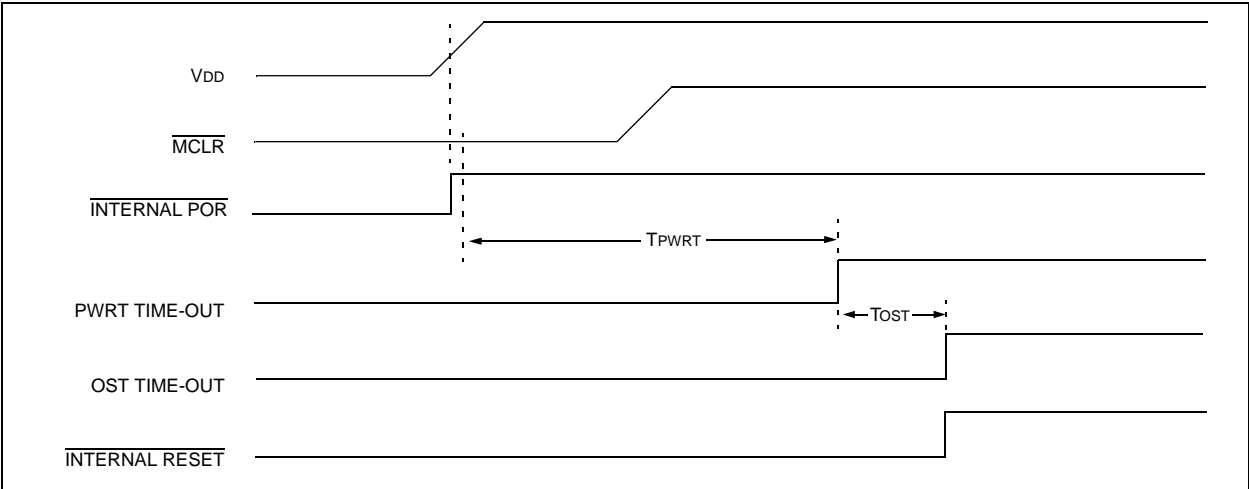 VDD
MCLR
INTERNAL POR
TPWRT
PWRT TIME-OUT
TOST
OST TIME-OUT
INTERNAL RESET